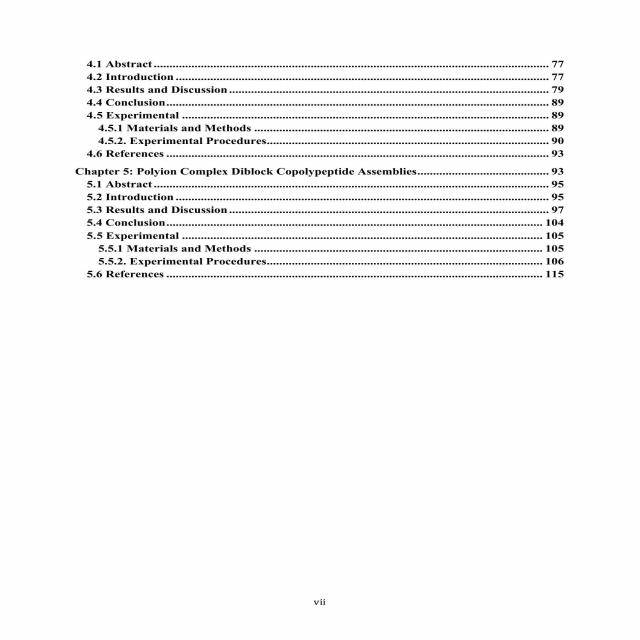 4.1 Abstract ........................................................................................................................ 77
4.2 Introduction ................................................................................................................. 77
4.3 Results and Discussion ................................................................................................ 79
4.4 Conclusion .................................................................................................................... 89
4.5 Experimental ............................................................................................................... 89
4.5.1 Materials and Methods ......................................................................................... 89
4.5.2. Experimental Procedures ..................................................................................... 90
4.6 References .................................................................................................................... 93
Chapter 5: Polyion Complex Diblock Copolypeptide Assemblies ........................................ 93
5.1 Abstract ........................................................................................................................ 95
5.2 Introduction ................................................................................................................. 95
5.3 Results and Discussion ................................................................................................ 97
5.4 Conclusion .................................................................................................................. 104
5.5 Experimental ............................................................................................................. 105
5.5.1 Materials and Methods ....................................................................................... 105
5.5.2. Experimental Procedures ................................................................................... 106
5.6 References .................................................................................................................. 115
vii